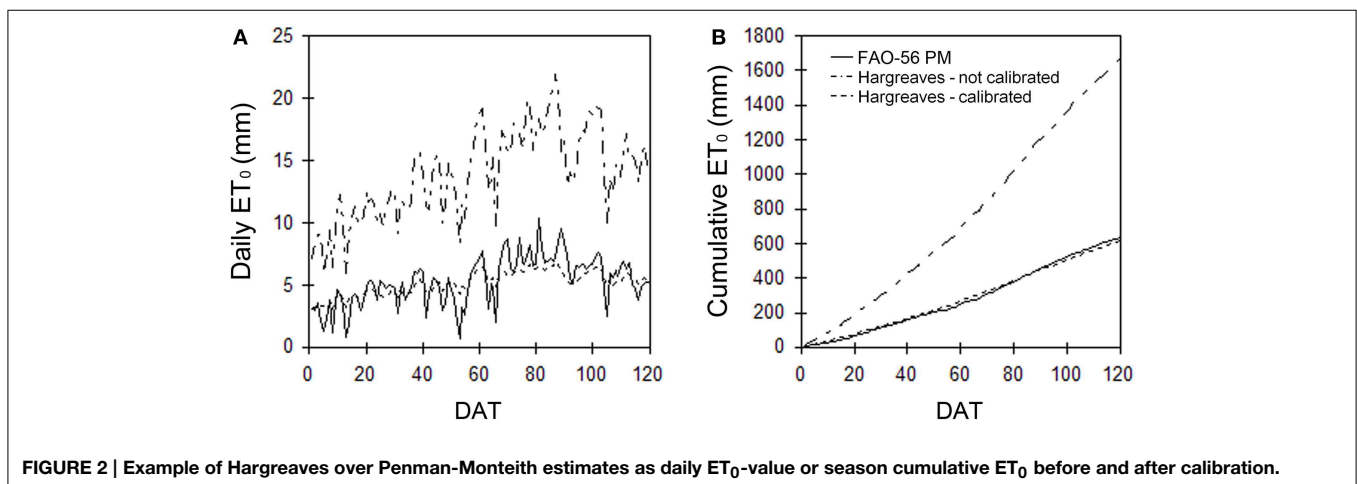 A
Daily ET₀ (mm)
25
20
15
10
5
0
0 20 40 60 80 100 120
DAT
B
Cumulative ET₀ (mm)
1800
1600
1400
1200
1000
800
600
400
200
0
0 20 40 60 80 100 120
DAT
FAO-56 PM
Hargreaves - not calibrated
Hargreaves - calibrated
FIGURE 2 | Example of Hargreaves over Penman-Monteith estimates as daily ET₀-value or season cumulative ET₀ before and after calibration.